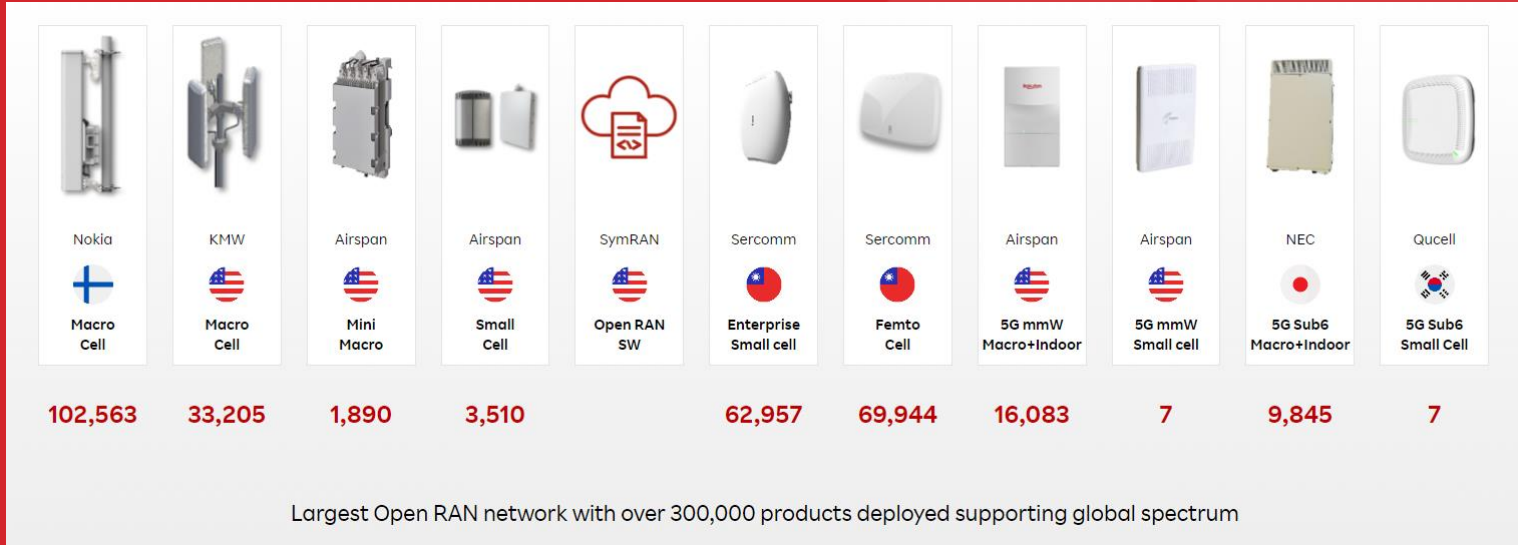 Nokia
Macro
Cell
102,563
KMW
Macro
Cell
33,205
Airspan
Mini
Macro
1,890
Airspan
Small
Cell
3,510
SymRAN
Open RAN
SW
Sercomm
Enterprise
Small cell
62,957
Sercomm
Femto
Cell
69,944
Airspan
5G mmW
Macro+Indoor
16,083
Airspan
5G mmW
Small cell
7
NEC
5G Sub6
Macro+Indoor
9,845
Qucell
5G Sub6
Small Cell
7
Largest Open RAN network with over 300,000 products deployed supporting global spectrum